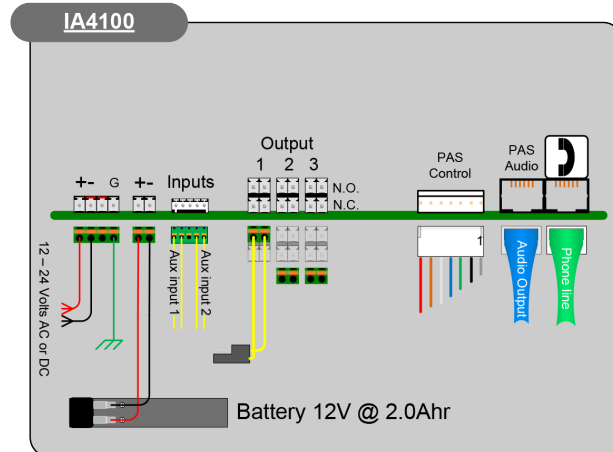 IA4100
Output
1 2 3
N.O.
N.C.
+- G
+-
Inputs
PAS
Control
PAS
Audio
12 – 24 Volts AC or DC
Aux input 1
Aux input 2
1
Audio Output
Phone line
Battery 12V @ 2.0Ahr